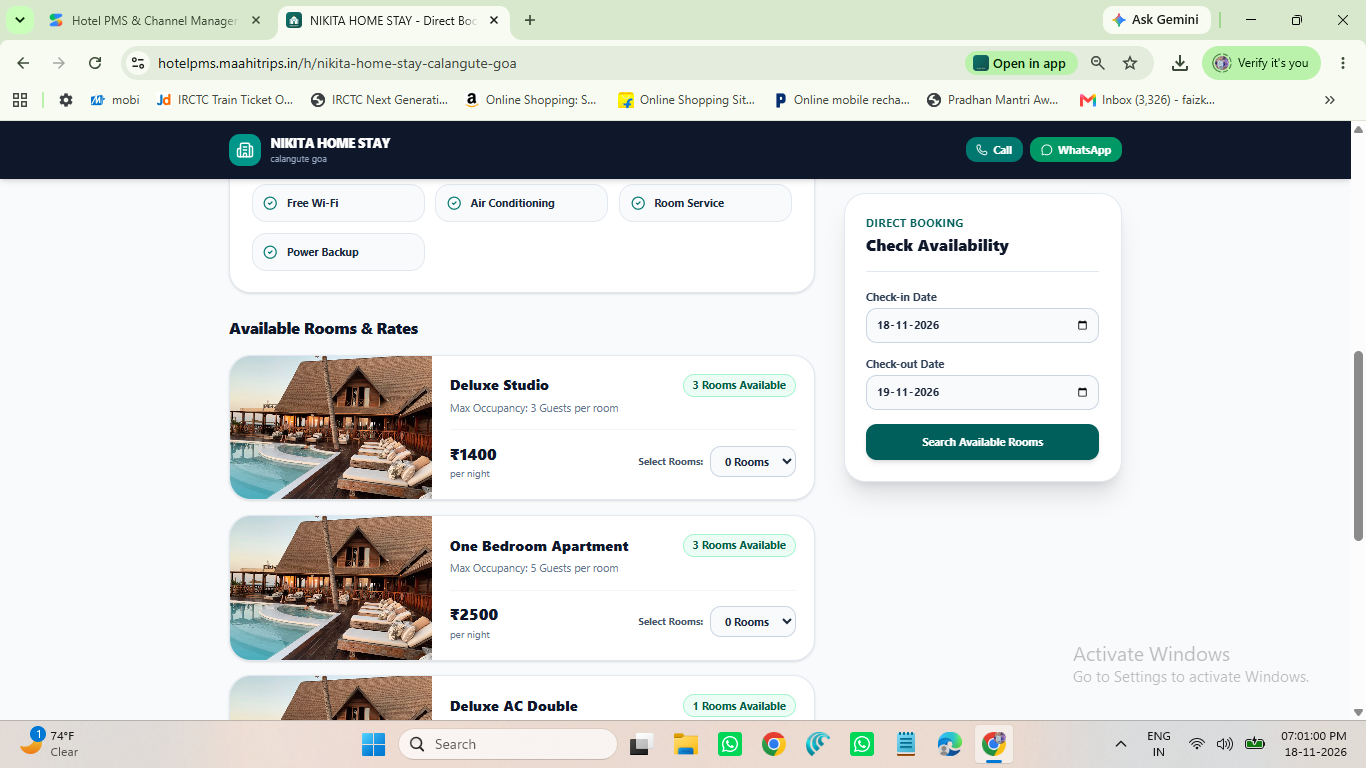 Hotel PMS & Channel Manager
NIKITA HOME STAY - Direct Boo
Ask Gemini
hotelpms.maahitrips.in/h/nikita-home-stay-calangute-goa
Open in app
Verify it's you
mobi
IRCTC Train Ticket O...
IRCTC Next Generati...
Online Shopping: S...
Online Shopping Sit...
Online mobile recha...
Pradhan Mantri Aw...
Inbox (3,326) - faizk...
NIKITA HOME STAY
calangute goa
Call
WhatsApp
Free Wi-Fi
Air Conditioning
Room Service
Power Backup
Available Rooms & Rates
Deluxe Studio
3 Rooms Available
Max Occupancy: 3 Guests per room
₹1400
per night
Select Rooms:
0 Rooms
One Bedroom Apartment
3 Rooms Available
Max Occupancy: 5 Guests per room
₹2500
per night
Select Rooms:
0 Rooms
Deluxe AC Double
1 Rooms Available
DIRECT BOOKING
Check Availability
Check-in Date
18-11-2026
Check-out Date
19-11-2026
Search Available Rooms
Activate Windows
Go to Settings to activate Windows.
1
74°F
Clear
Search
ENG
IN
07:01:00 PM
18-11-2026